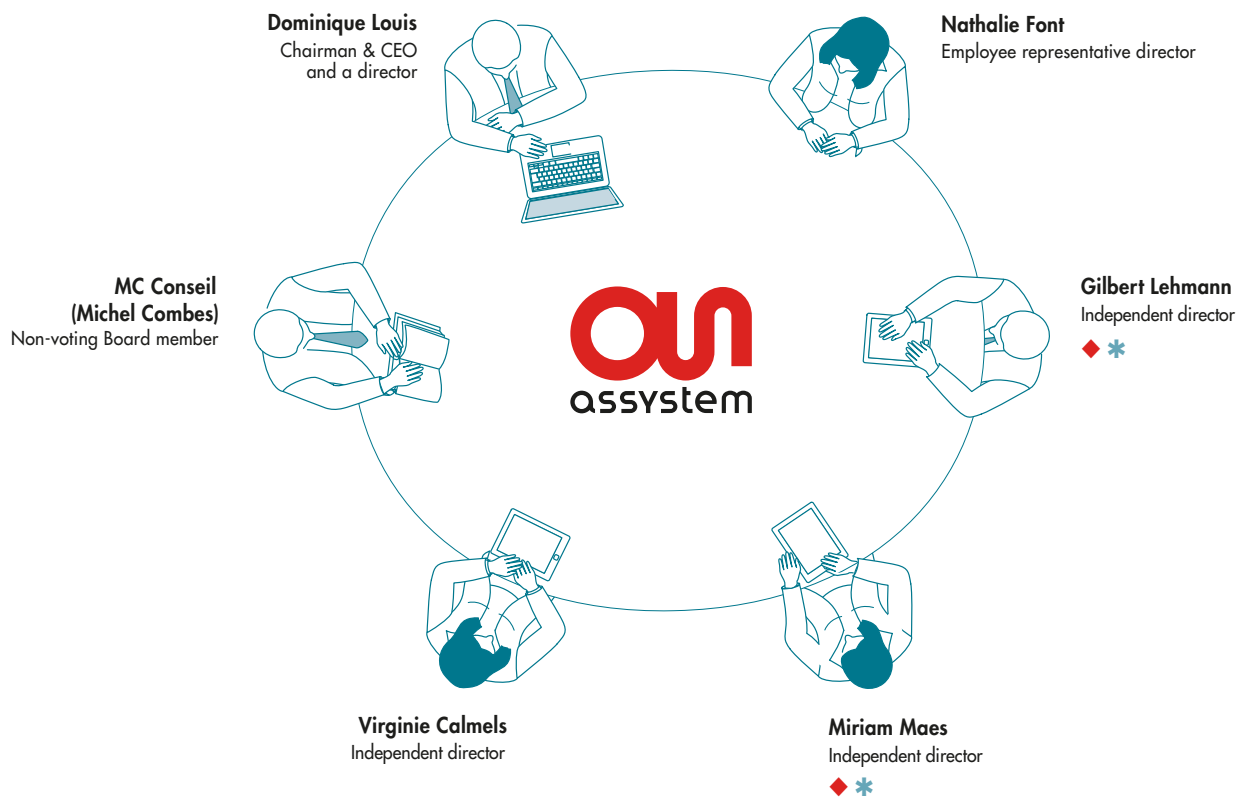 Dominique Louis
Chairman & CEO
and a director
Nathalie Font
Employee representative director
MC Conseil
(Michel Combes)
Non-voting Board member
assystem
Gilbert Lehmann
Independent director
Virginie Calmels
Independent director
Miriam Maes
Independent director